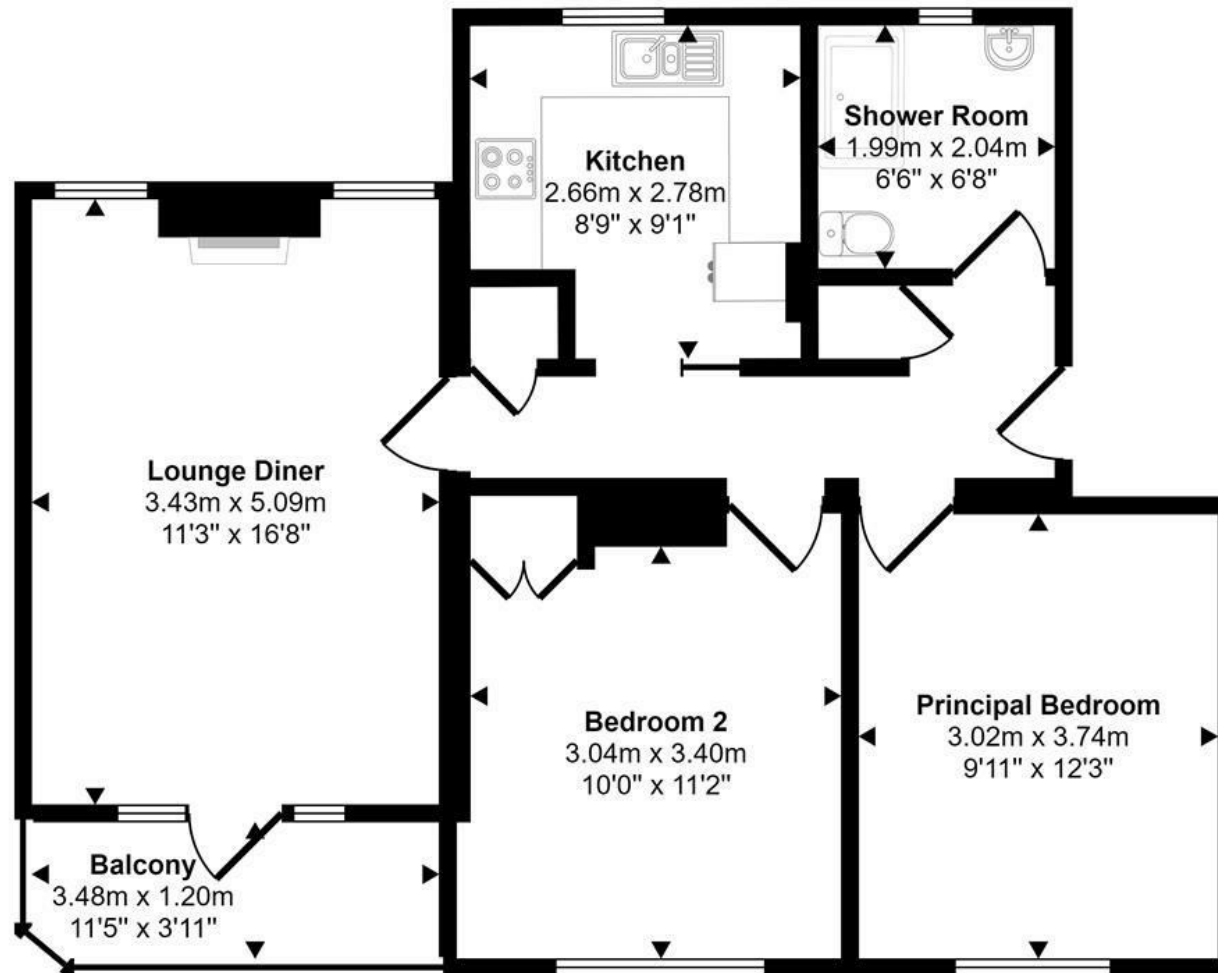 Kitchen
2.66m x 2.78m
8'9" x 9'1"
Shower Room
1.99m x 2.04m
6'6" x 6'8"
Lounge Diner
3.43m x 5.09m
11'3" x 16'8"
Bedroom 2
3.04m x 3.40m
10'0" x 11'2"
Principal Bedroom
3.02m x 3.74m
9'11" x 12'3"
Balcony
3.48m x 1.20m
11'5" x 3'11"